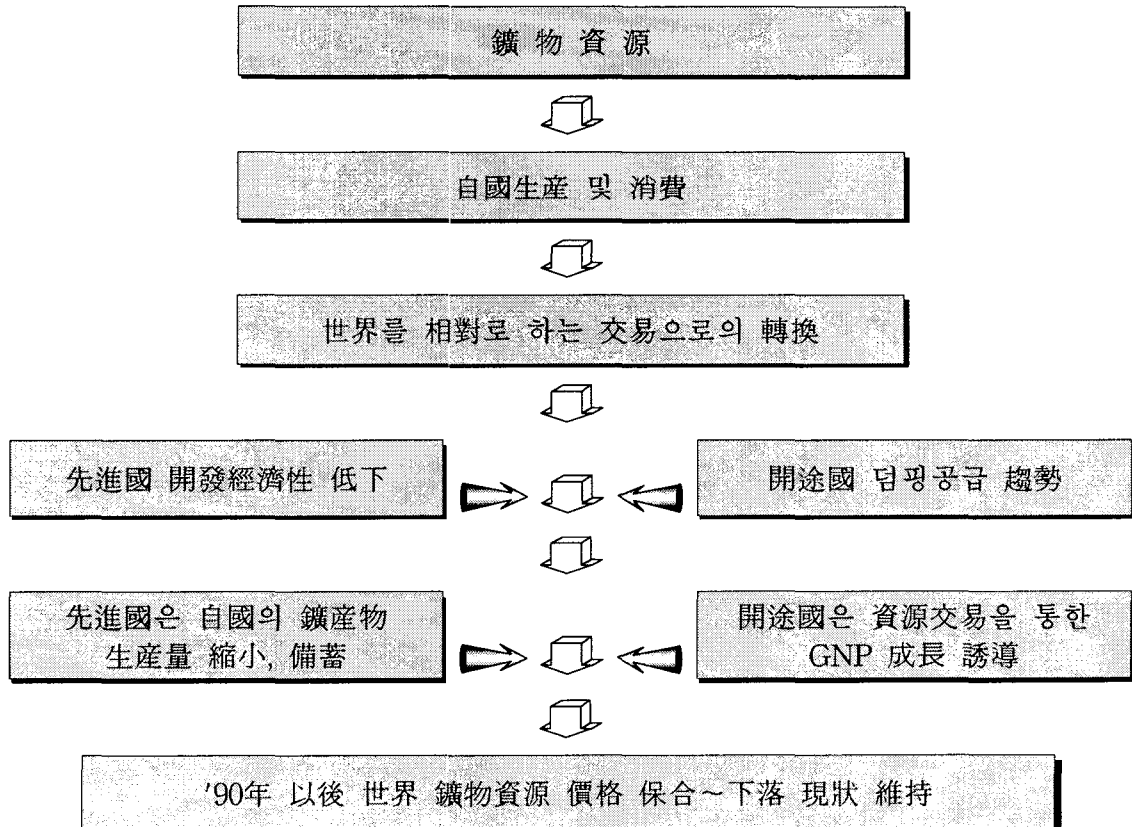 鑛 物 資 源
自國生産 및 消費
世界를 相對로 하는 交易으로의 轉換
先進國 開發經濟性 低下
開途國 덤핑공급 趨勢
先進國은 自國의 鑛産物
生産量 縮小, 備蓄
開途國은 資源交易을 통한
GNP 成長 誘導
'90年 以後 世界 鑛物資源 價格 保合~下落 現狀 維持